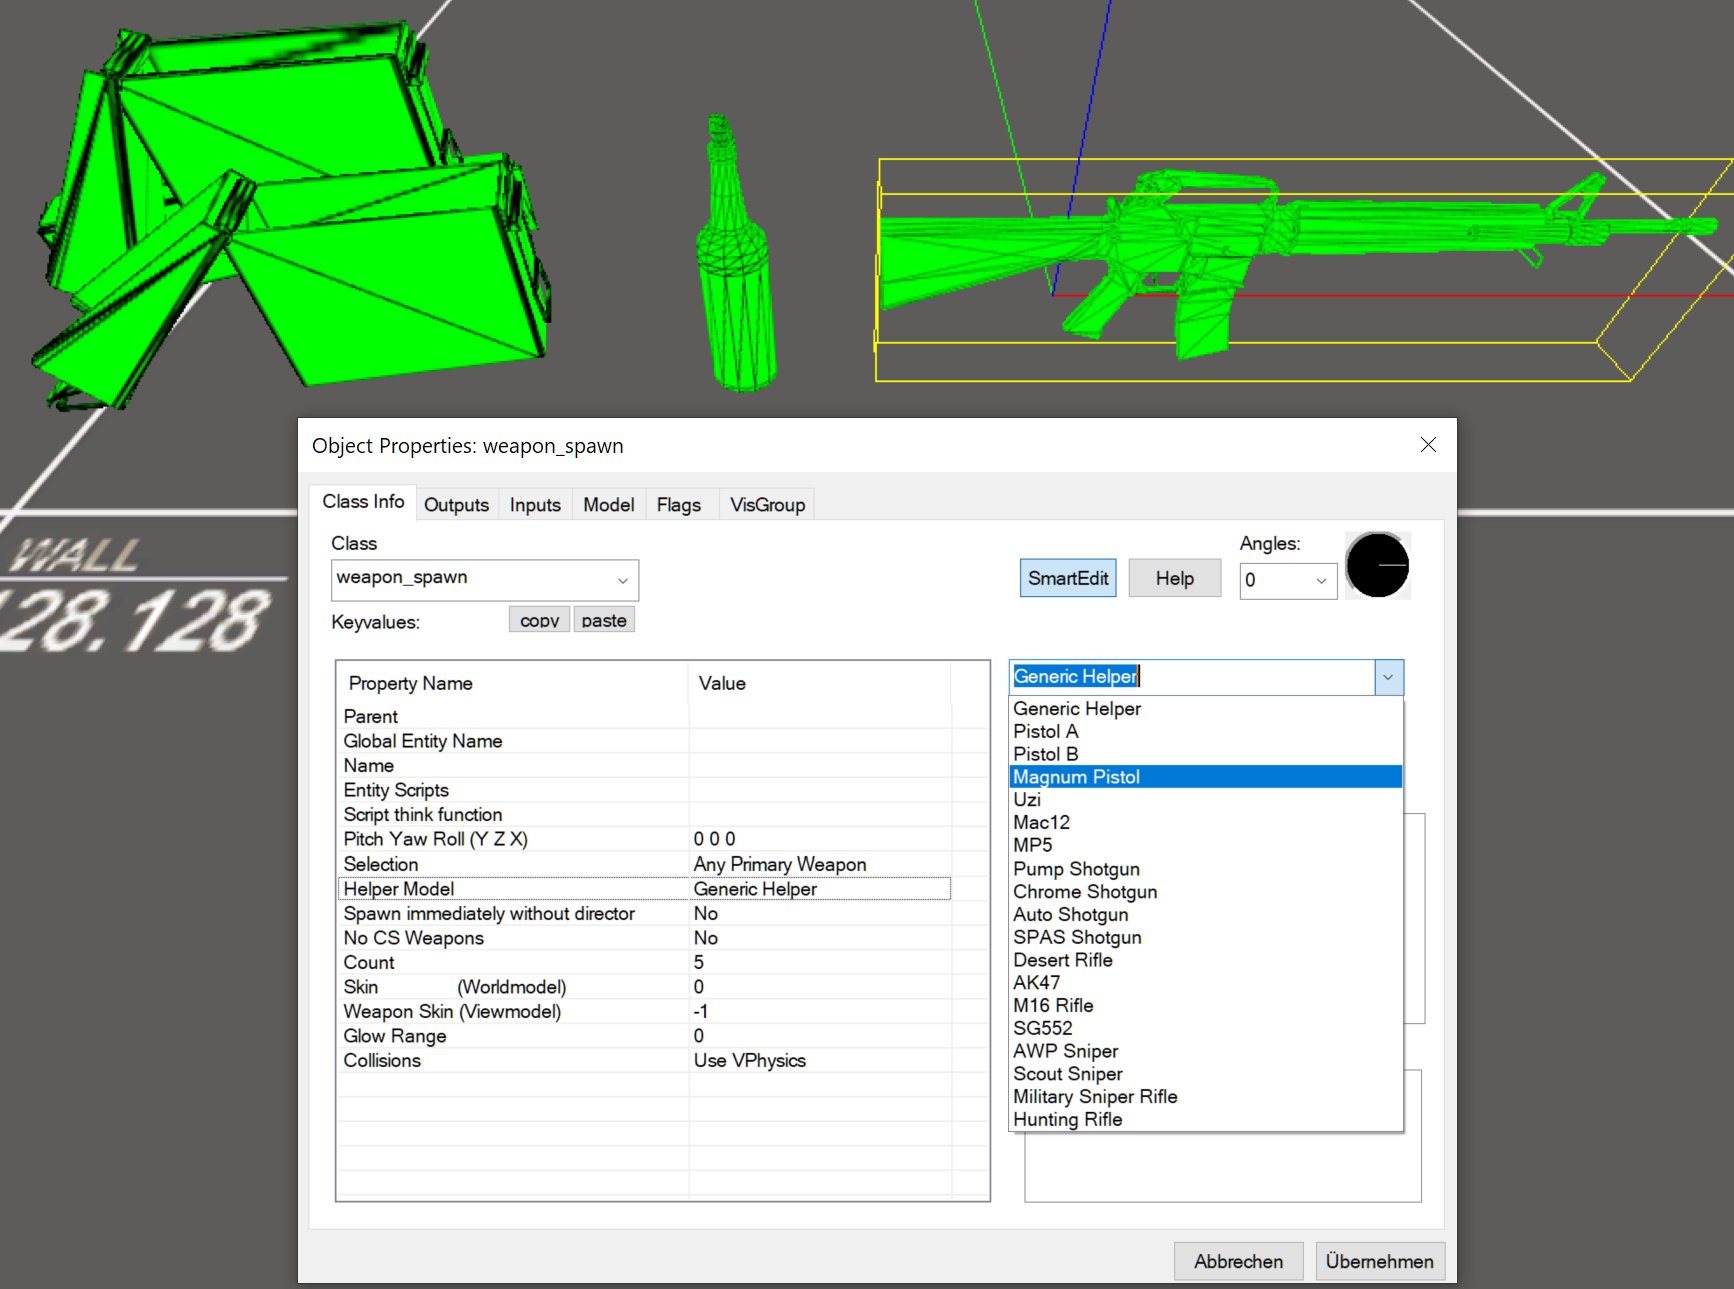 WALL
128.128
Object Properties: weapon_spawn
Class Info
Outputs
Inputs
Model
Flags
VisGroup
Class
weapon_spawn
SmartEdit
Help
Angles:
0
Keyvalues:
copy
paste
Property Name Value
Parent
Global Entity Name
Name
Entity Scripts
Script think function
Pitch Yaw Roll (Y Z X) 0 0 0
Selection Any Primary Weapon
Helper Model Generic Helper
Spawn immediately without director No
No CS Weapons No
Count 5
Skin (Worldmodel) 0
Weapon Skin (Viewmodel) -1
Glow Range 0
Collisions Use VPhysics
Generic Helper
Generic Helper
Pistol A
Pistol B
Magnum Pistol
Uzi
Mac12
MP5
Pump Shotgun
Chrome Shotgun
Auto Shotgun
SPAS Shotgun
Desert Rifle
AK47
M16 Rifle
SG552
AWP Sniper
Scout Sniper
Military Sniper Rifle
Hunting Rifle
Abbrechen
Übernehmen